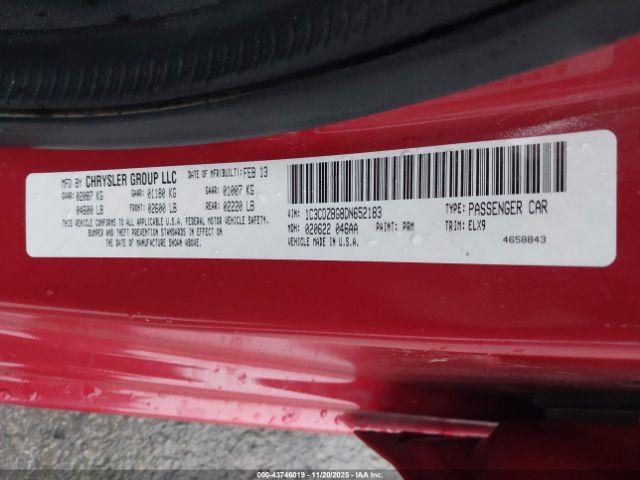 MFD BY CHRYSLER GROUP LLC DATE OF MFR(BUILT): FEB 13
GVWR: 02087 KG GAWR: 01180 KG GAWR: 01007 KG
04600 LB FRONT: 02600 LB REAR: 02220 LB
THIS VEHICLE CONFORMS TO ALL APPLICABLE U.S.A. FEDERAL MOTOR VEHICLE SAFETY,
BUMPER AND THEFT PREVENTION STANDARDS IN EFFECT ON
THE DATE OF MANUFACTURE SHOWN ABOVE.
VIN: 1C3CDZBG8DN652183 TYPE: PASSENGER CAR
MDH: 020622 046AA PAINT: PRM TRIM: ELX9
VEHICLE MADE IN U.S.A. 4658843
00-43746019 - 11/20/2025 - IAAI, INC.